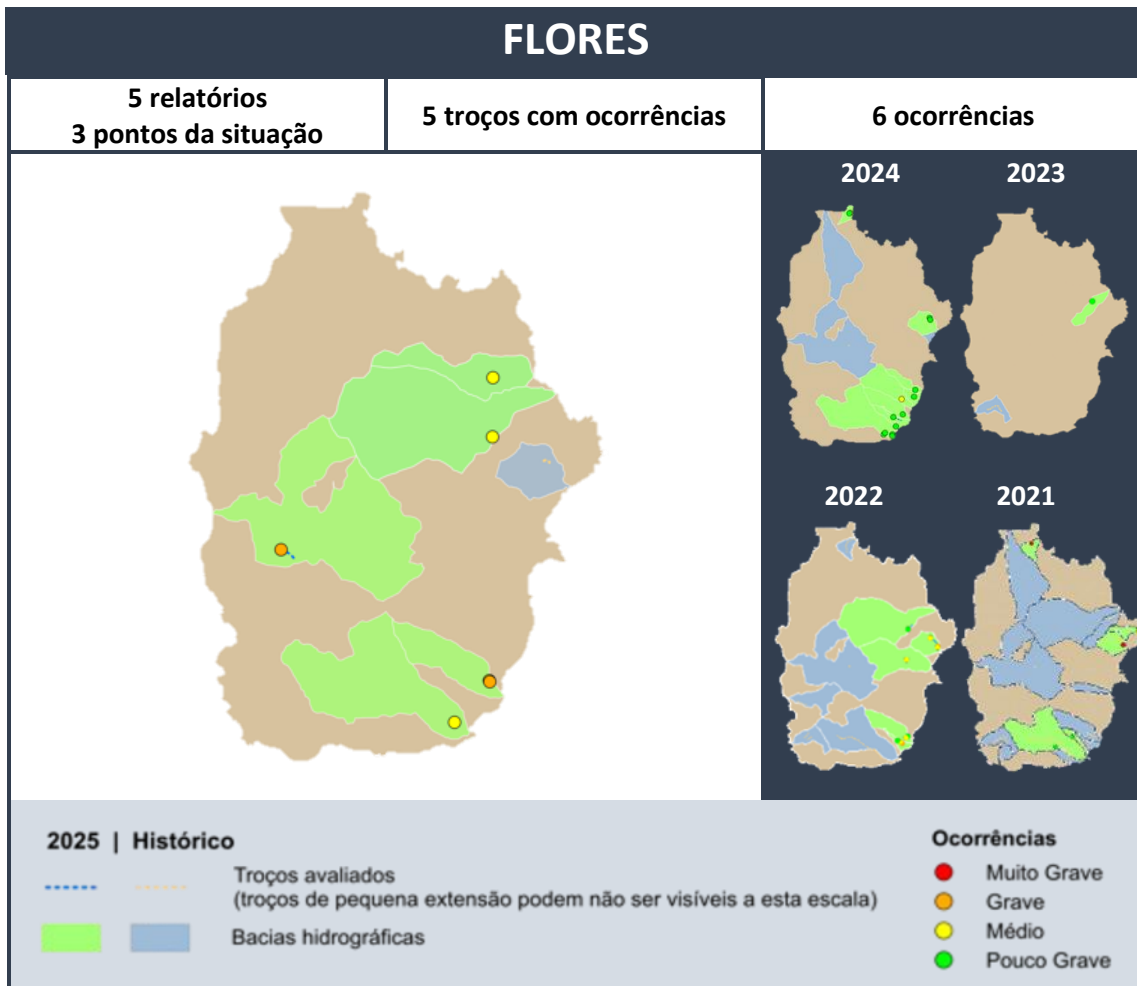 FLORES
5 relatórios
3 pontos da situação
5 troços com ocorrências
6 ocorrências
2024
2023
2022
2021
2025 | Histórico
Troços avaliados
(troços de pequena extensão podem não ser visíveis a esta escala)
Bacias hidrográficas
Ocorrências
Muito Grave
Grave
Médio
Pouco Grave